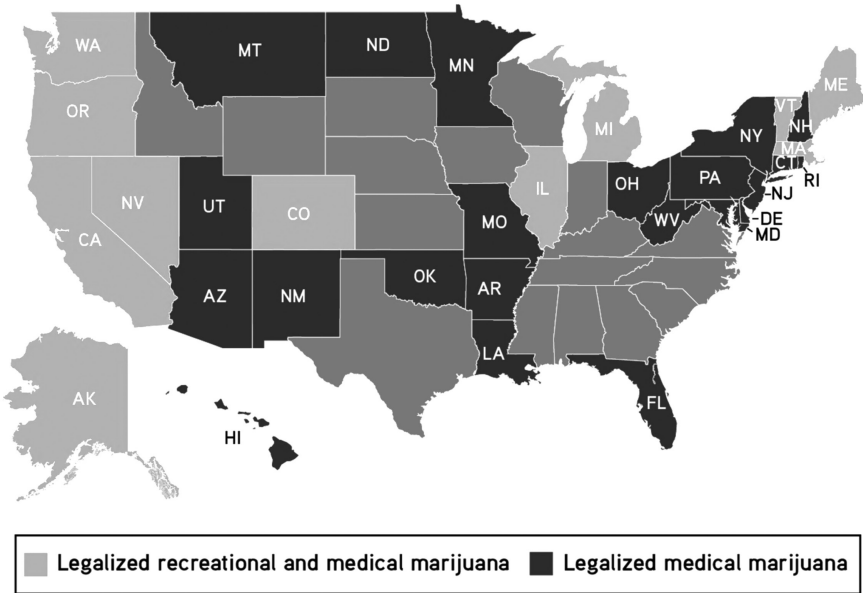 WA
MT
ND
MN
ME
VT
OR
NH
NY
MI
MA
CT
RI
PA
NV
UT
CO
IL
OH
-NJ
CA
MO
WV
-DE
MD
AZ
NM
OK
AR
LA
AK
HI
FL
Legalized recreational and medical marijuana
Legalized medical marijuana